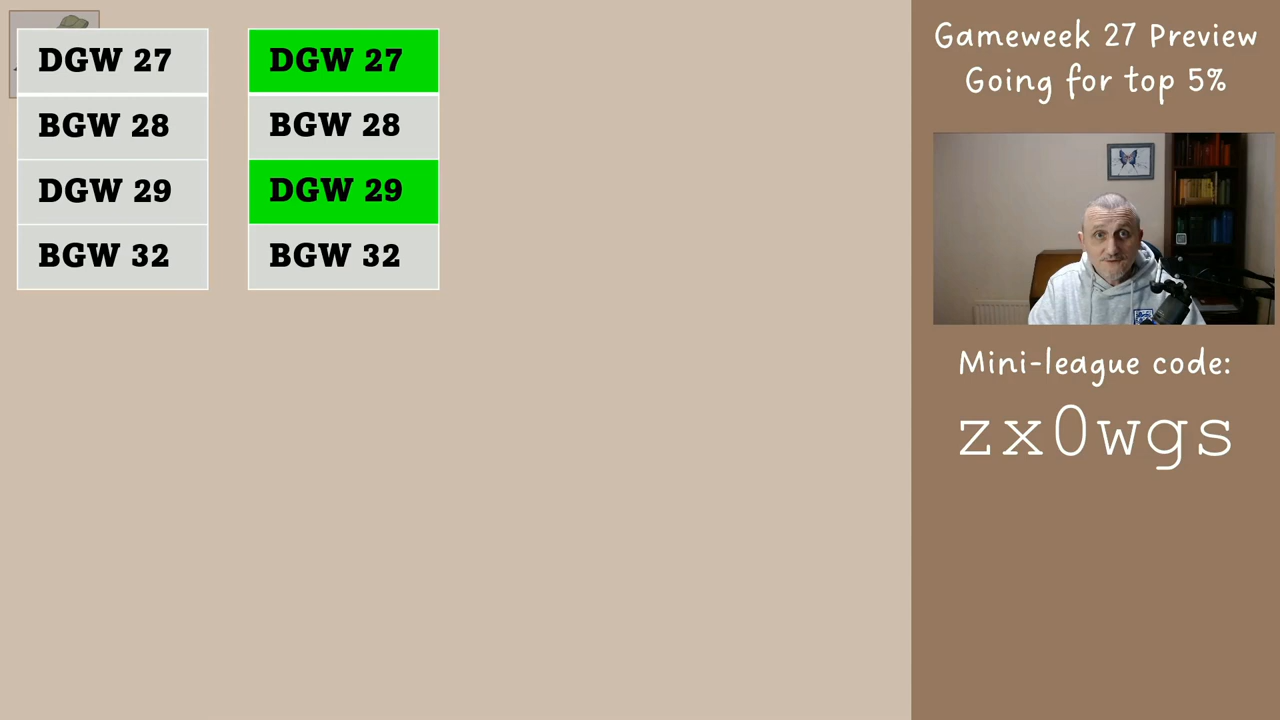 DGW 27
BGW 28
DGW 29
BGW 32
DGW 27
BGW 28
DGW 29
BGW 32
Gameweek 27 Preview
Going for top 5%
Mini-league code:
zx0wgs